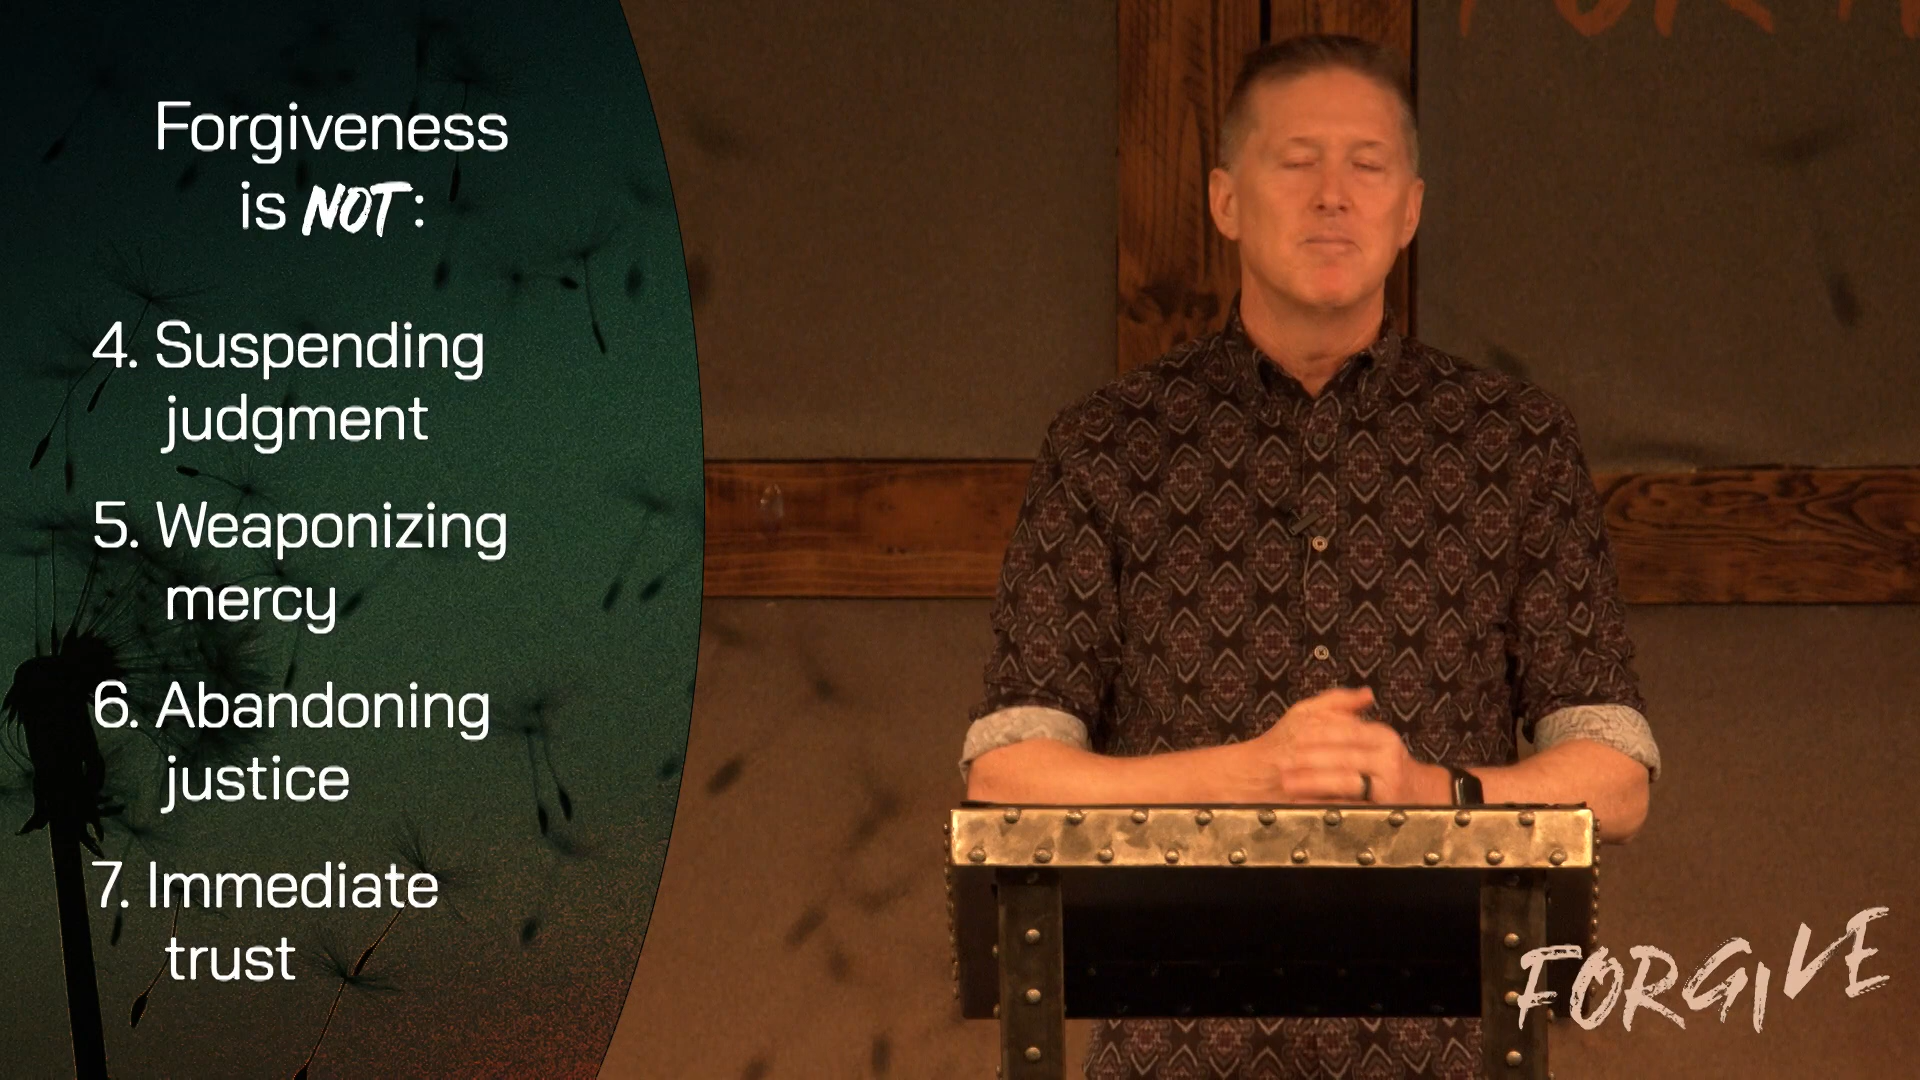 Forgiveness
is NOT:
4. Suspending
judgment
5. Weaponizing
mercy
6. Abandoning
justice
7. Immediate
trust
FORGIVE